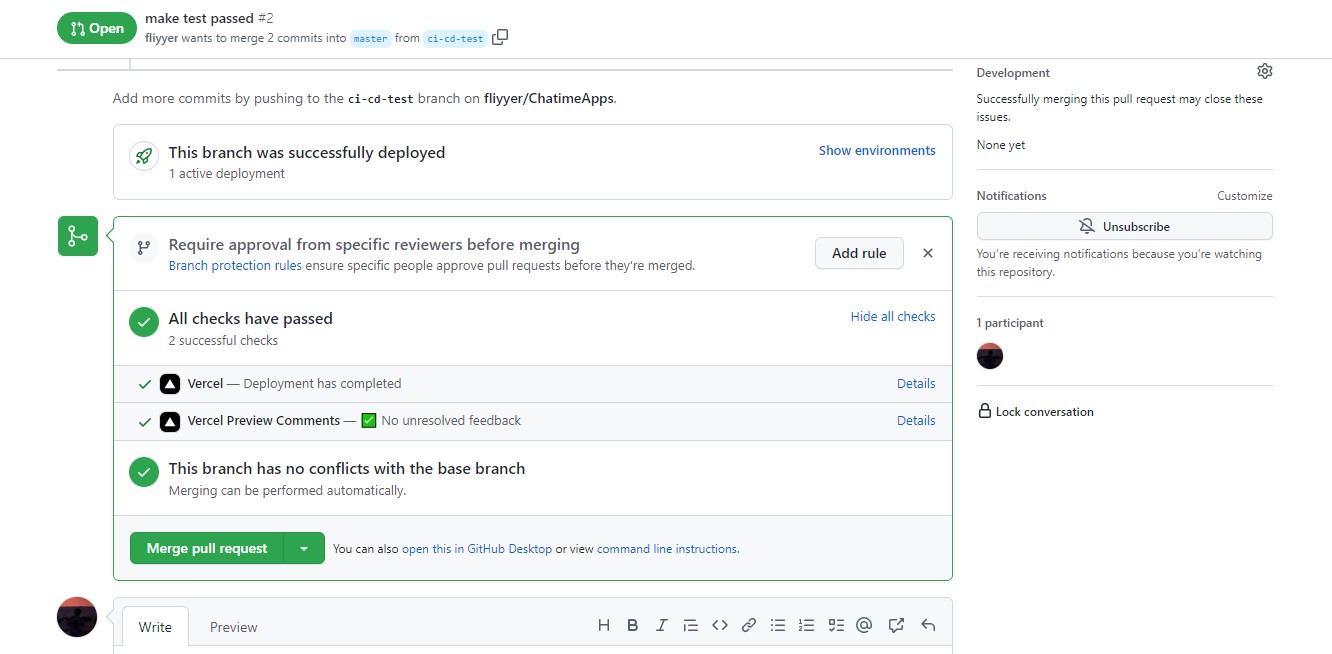 Open
make test passed #2
fliyyer wants to merge 2 commits into master from ci-cd-test
Add more commits by pushing to the ci-cd-test branch on fliyyer/ChatimeApps.
This branch was successfully deployed
1 active deployment
Show environments
Require approval from specific reviewers before merging
Branch protection rules ensure specific people approve pull requests before they're merged.
Add rule
All checks have passed
2 successful checks
Hide all checks
Vercel — Deployment has completed
Details
Vercel Preview Comments — ✅ No unresolved feedback
Details
This branch has no conflicts with the base branch
Merging can be performed automatically.
Merge pull request
You can also open this in GitHub Desktop or view command line instructions.
Write
Preview
Development
Successfully merging this pull request may close these
issues.
None yet
Notifications
Customize
Unsubscribe
You're receiving notifications because you're watching
this repository.
1 participant
Lock conversation